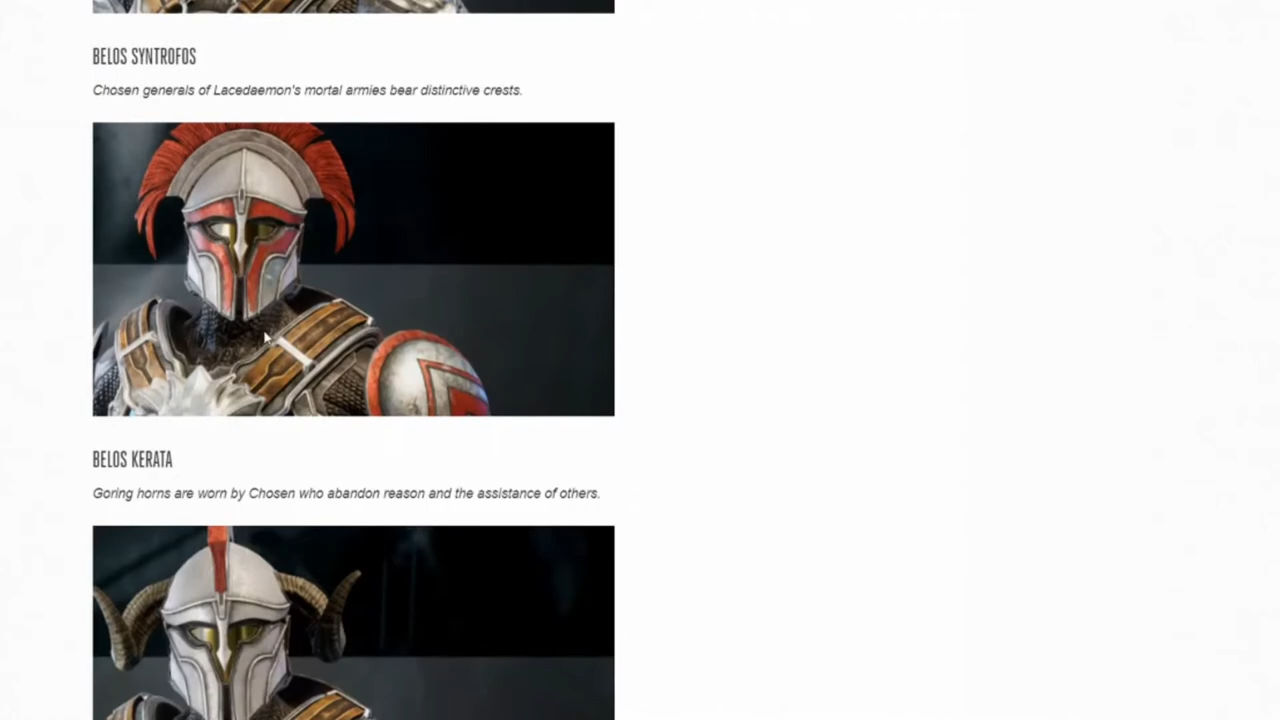 BELOS SYNTROFOS
Chosen generals of Lacedaemon's mortal armies bear distinctive crests.
BELOS KERATA
Goring horns are worn by Chosen who abandon reason and the assistance of others.